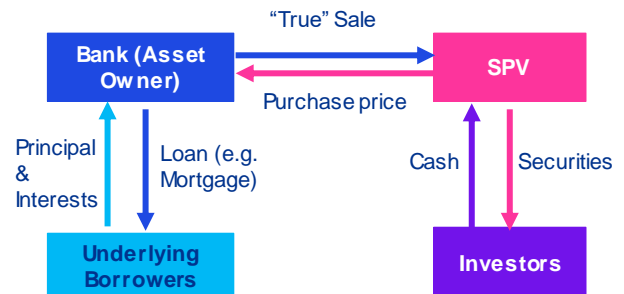 “True” Sale
Bank (Asset
Owner)
SPV
Purchase price
Principal
&
Interests
Loan (e.g.
Mortgage)
Cash
Securities
Underlying
Borrowers
Investors